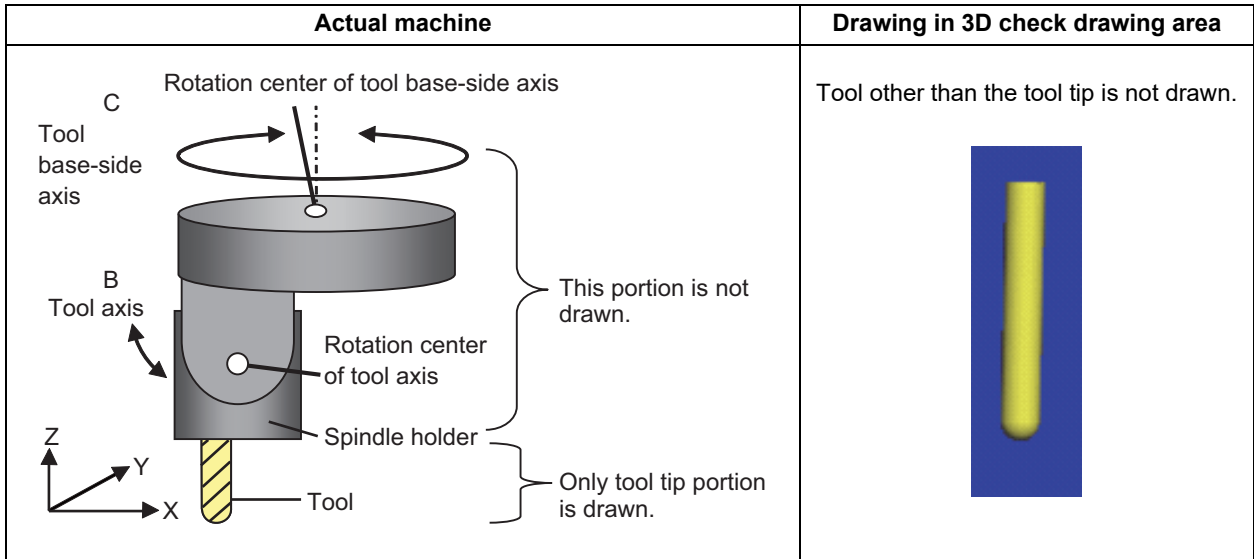 Actual machine
Drawing in 3D check drawing area
Rotation center of tool base-side axis
C
Tool
base-side
axis
B
Tool axis
Rotation center
of tool axis
Spindle holder
Tool
Z
Y
X
This portion is not
drawn.
Only tool tip portion
is drawn.
Tool other than the tool tip is not drawn.